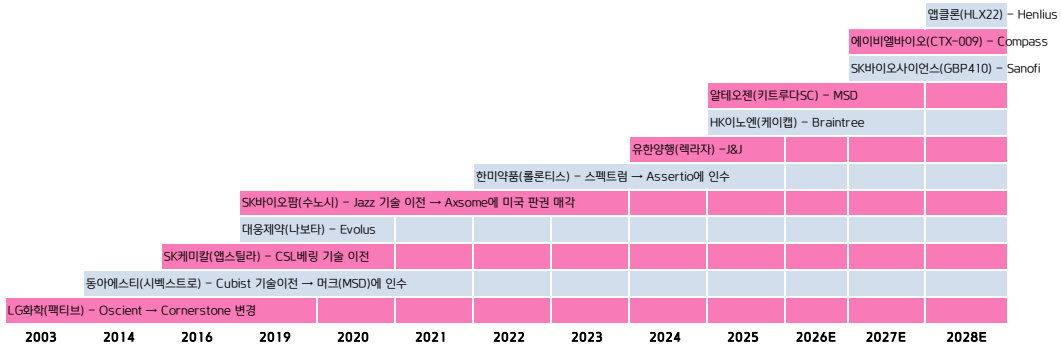 앱클론(HLX22) - Henlius
에이비엘바이오(CTX-009) - Compass
SK바이오사이언스(GBP410) - Sanofi
알테오젠(키트루다SC) - MSD
HK이노엔(케이캡) - Braintree
유한양행(렉라자) -J&J
한미약품(롤론티스) - 스펙트럼 → Assertio에 인수
SK바이오팜(수노시) - Jazz 기술 이전 → Axsome에 미국 판권 매각
대웅제약(나보타) - Evolus
SK케미칼(앱스틸라) - CSL베링 기술 이전
동아에스티(시벡스트로) - Cubist 기술이전 → 머크(MSD)에 인수
LG화학(팩티브) - Oscient → Cornerstone 변경
2003 2014 2016 2019 2020 2021 2022 2023 2024 2025 2026E 2027E 2028E